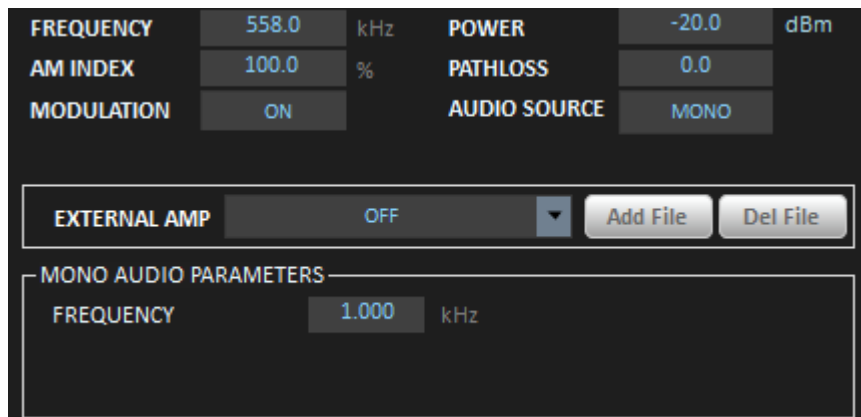 FREQUENCY 558.0 kHz POWER -20.0 dBm
AM INDEX 100.0 % PATHLOSS 0.0
MODULATION ON AUDIO SOURCE MONO
EXTERNAL AMP OFF Add File Del File
MONO AUDIO PARAMETERS
FREQUENCY 1.000 kHz